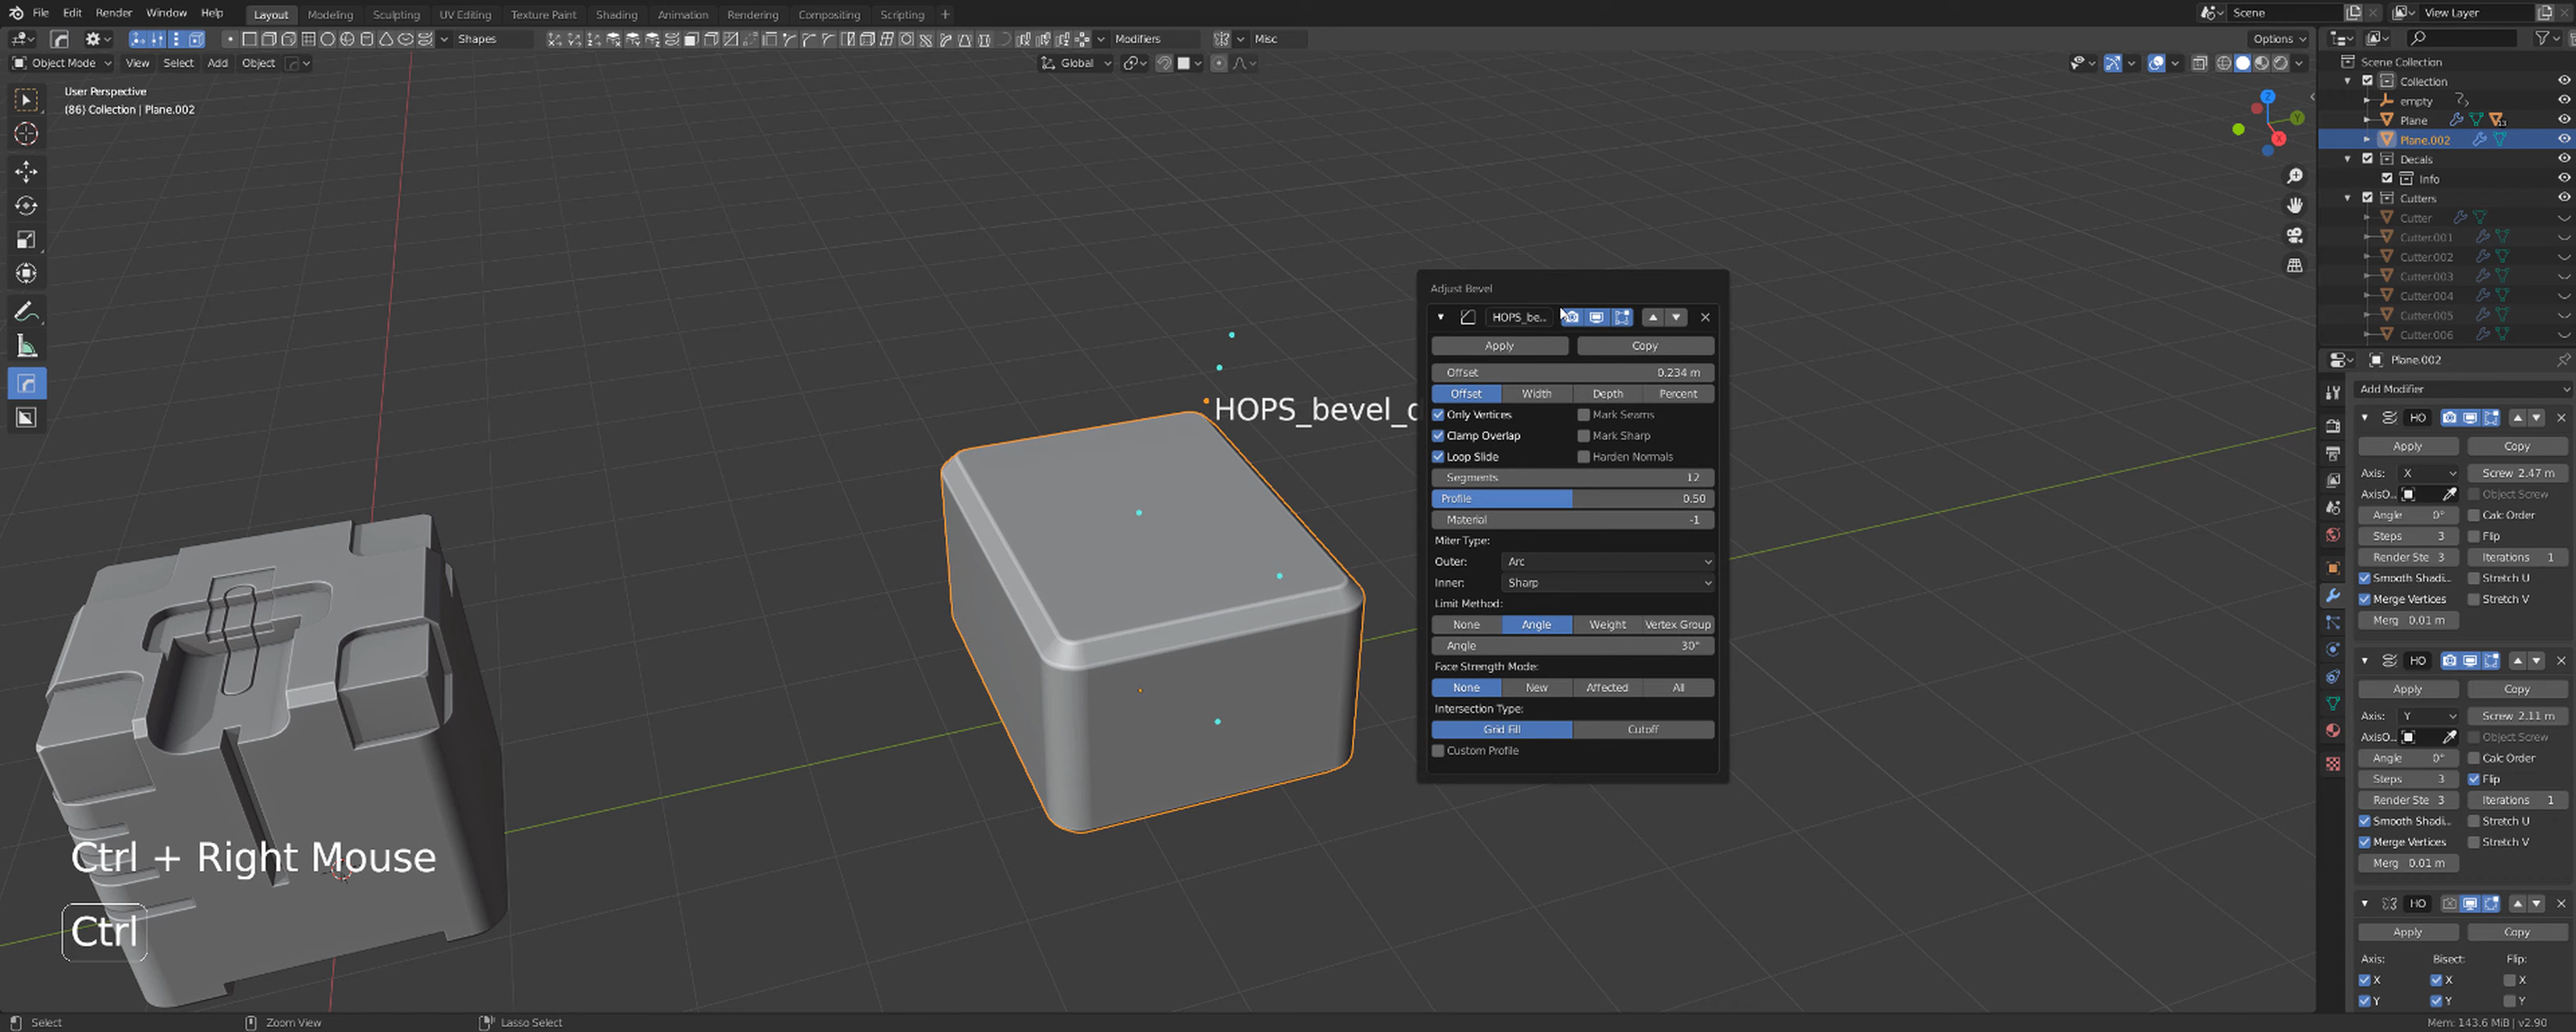 File Edit Render Window Help Layout Modeling Sculpting UV Editing Texture Paint Shading Animation Rendering Compositing Scripting + Scene View Layer
Shapes Modifiers Misc Options
Object Mode View Select Add Object Global
User Perspective
(86) Collection | Plane.002
Z
Y
X
HOPS_bevel_
Ctrl + Right Mouse
Ctrl
Adjust Bevel
HOPS_be...
Apply Copy
Offset 0.234 m
Offset Width Depth Percent
Only Vertices Mark Seams
Clamp Overlap Mark Sharp
Loop Slide Harden Normals
Segments 12
Profile 0.50
Material -1
Miter Type:
Outer: Arc
Inner: Sharp
Limit Method:
None Angle Weight Vertex Group
Angle 30°
Face Strength Mode:
None New Affected All
Intersection Type:
Grid Fill Cutoff
Custom Profile
Scene Collection
Collection
empty
Plane
Plane.002
Decals
Info
Cutters
Cutter
Cutter.001
Cutter.002
Cutter.003
Cutter.004
Cutter.005
Cutter.006
Plane.002
Add Modifier
HO
Apply Copy
Axis: X Screw 2.47 m
AxisO... Object Screw
Angle 0° Calc Order
Steps 3 Flip
Render Ste 3 Iterations 1
Smooth Shadi... Stretch U
Merge Vertices Stretch V
Merg 0.01 m
HO
Apply Copy
Axis: Y Screw 2.11 m
AxisO... Object Screw
Angle 0° Calc Order
Steps 3 Flip
Render Ste 3 Iterations 1
Smooth Shadi... Stretch U
Merge Vertices Stretch V
Merg 0.01 m
HO
Apply Copy
Axis: Bisect: Flip:
X X X
Y Y Y
Select Zoom View Lasso Select Mem: 143.6 MiB | v2.90